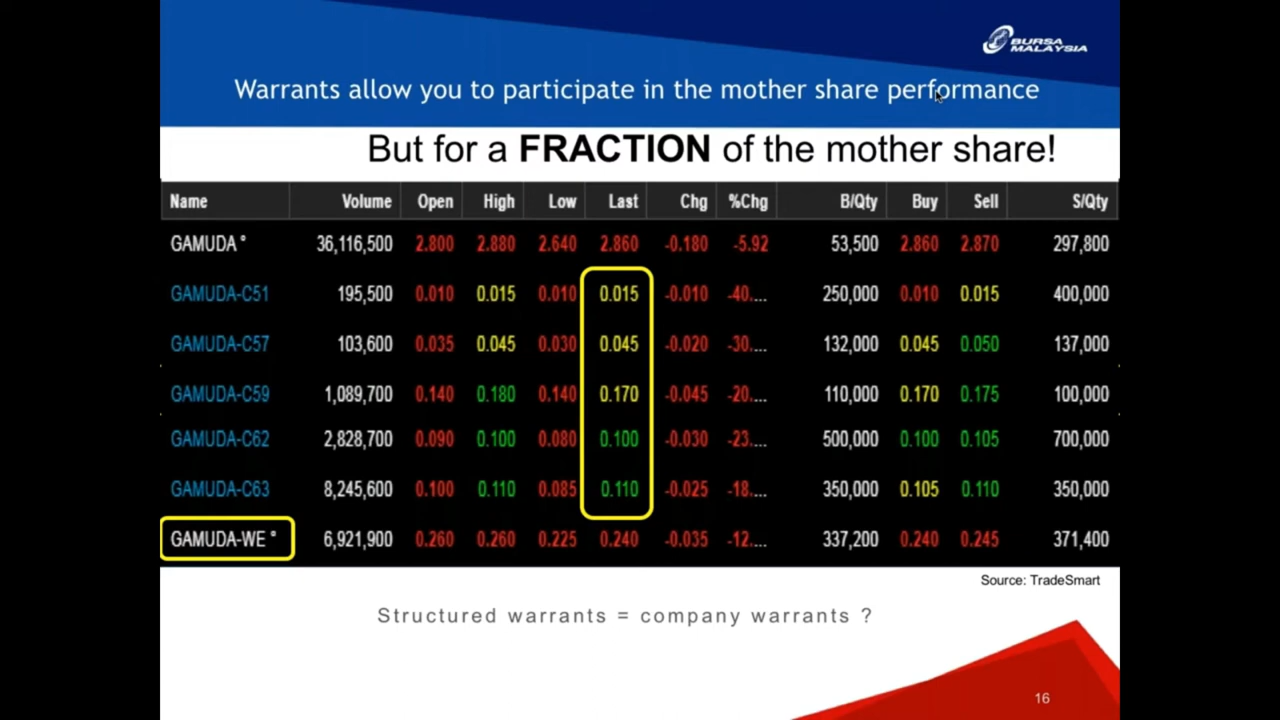 BURSA
MALAYSIA
Warrants allow you to participate in the mother share performance
But for a FRACTION of the mother share!
Name Volume Open High Low Last Chg %Chg B/Qty Buy Sell S/Qty
GAMUDA ° 36,116,500 2.800 2.880 2.640 2.860 -0.180 -5.92 53,500 2.860 2.870 297,800
GAMUDA-C51 195,500 0.010 0.015 0.010 0.015 -0.010 -40.... 250,000 0.010 0.015 400,000
GAMUDA-C57 103,600 0.035 0.045 0.030 0.045 -0.020 -30.... 132,000 0.045 0.050 137,000
GAMUDA-C59 1,089,700 0.140 0.180 0.140 0.170 -0.045 -20.... 110,000 0.170 0.175 100,000
GAMUDA-C62 2,828,700 0.090 0.100 0.080 0.100 -0.030 -23.... 500,000 0.100 0.105 700,000
GAMUDA-C63 8,245,600 0.100 0.110 0.085 0.110 -0.025 -18.... 350,000 0.105 0.110 350,000
GAMUDA-WE ° 6,921,900 0.260 0.260 0.225 0.240 -0.035 -12.... 337,200 0.240 0.245 371,400
Source: TradeSmart
Structured warrants = company warrants ?
16